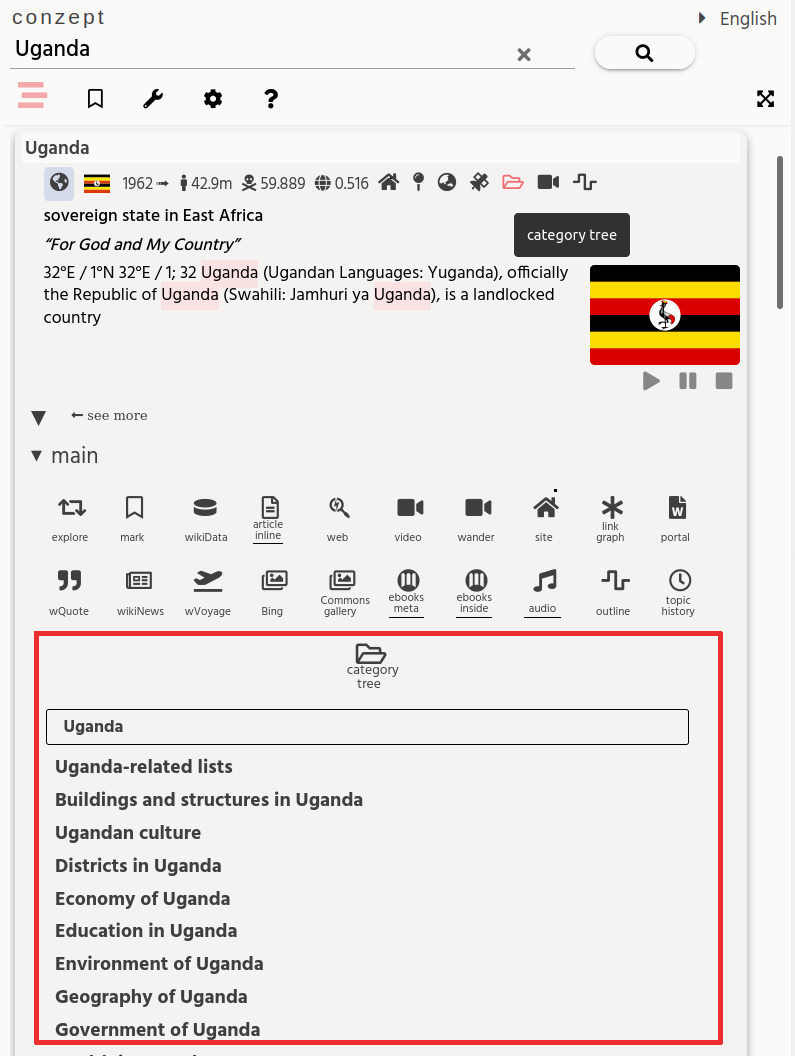 conzept
English
Uganda
Uganda
1962 42.9m 59.889 0.516
sovereign state in East Africa
category tree
“For God and My Country”
32°E / 1°N 32°E / 1; 32 Uganda (Ugandan Languages: Yuganda), officially
the Republic of Uganda (Swahili: Jamhuri ya Uganda), is a landlocked
country
see more
main
explore mark wikiData article inline web video wander site link graph portal
wQuote wikiNews wVoyage Bing Commons gallery ebooks meta ebooks inside audio outline topic history
category
tree
Uganda
Uganda-related lists
Buildings and structures in Uganda
Ugandan culture
Districts in Uganda
Economy of Uganda
Education in Uganda
Environment of Uganda
Geography of Uganda
Government of Uganda